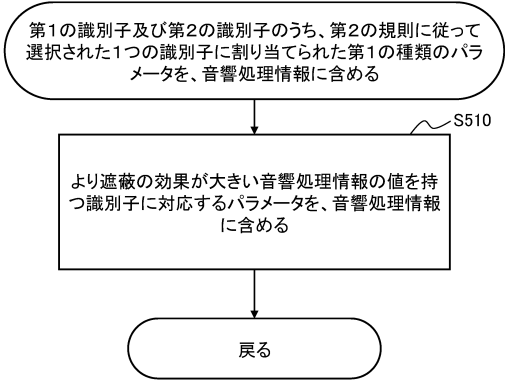 第1の識別子及び第2の識別子のうち、第2の規則に従って
選択された1つの識別子に割り当てられた第1の種類のパラ
メータを、音響処理情報に含める
S510
より遮蔽の効果が大きい音響処理情報の値を持
つ識別子に対応するパラメータを、音響処理情報
に含める
戻る